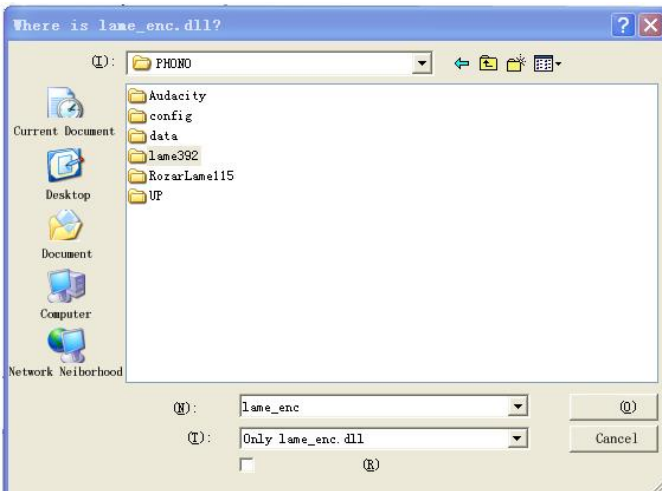 Where is lame_enc.dll?
(I): PHONO
Audacity
config
data
lame392
RozarLame115
UP
Current Document
Desktop
Document
Computer
Network Neiborhood
(N): lame_enc (O)
(T): Only lame_enc.dll Cancel
(R)